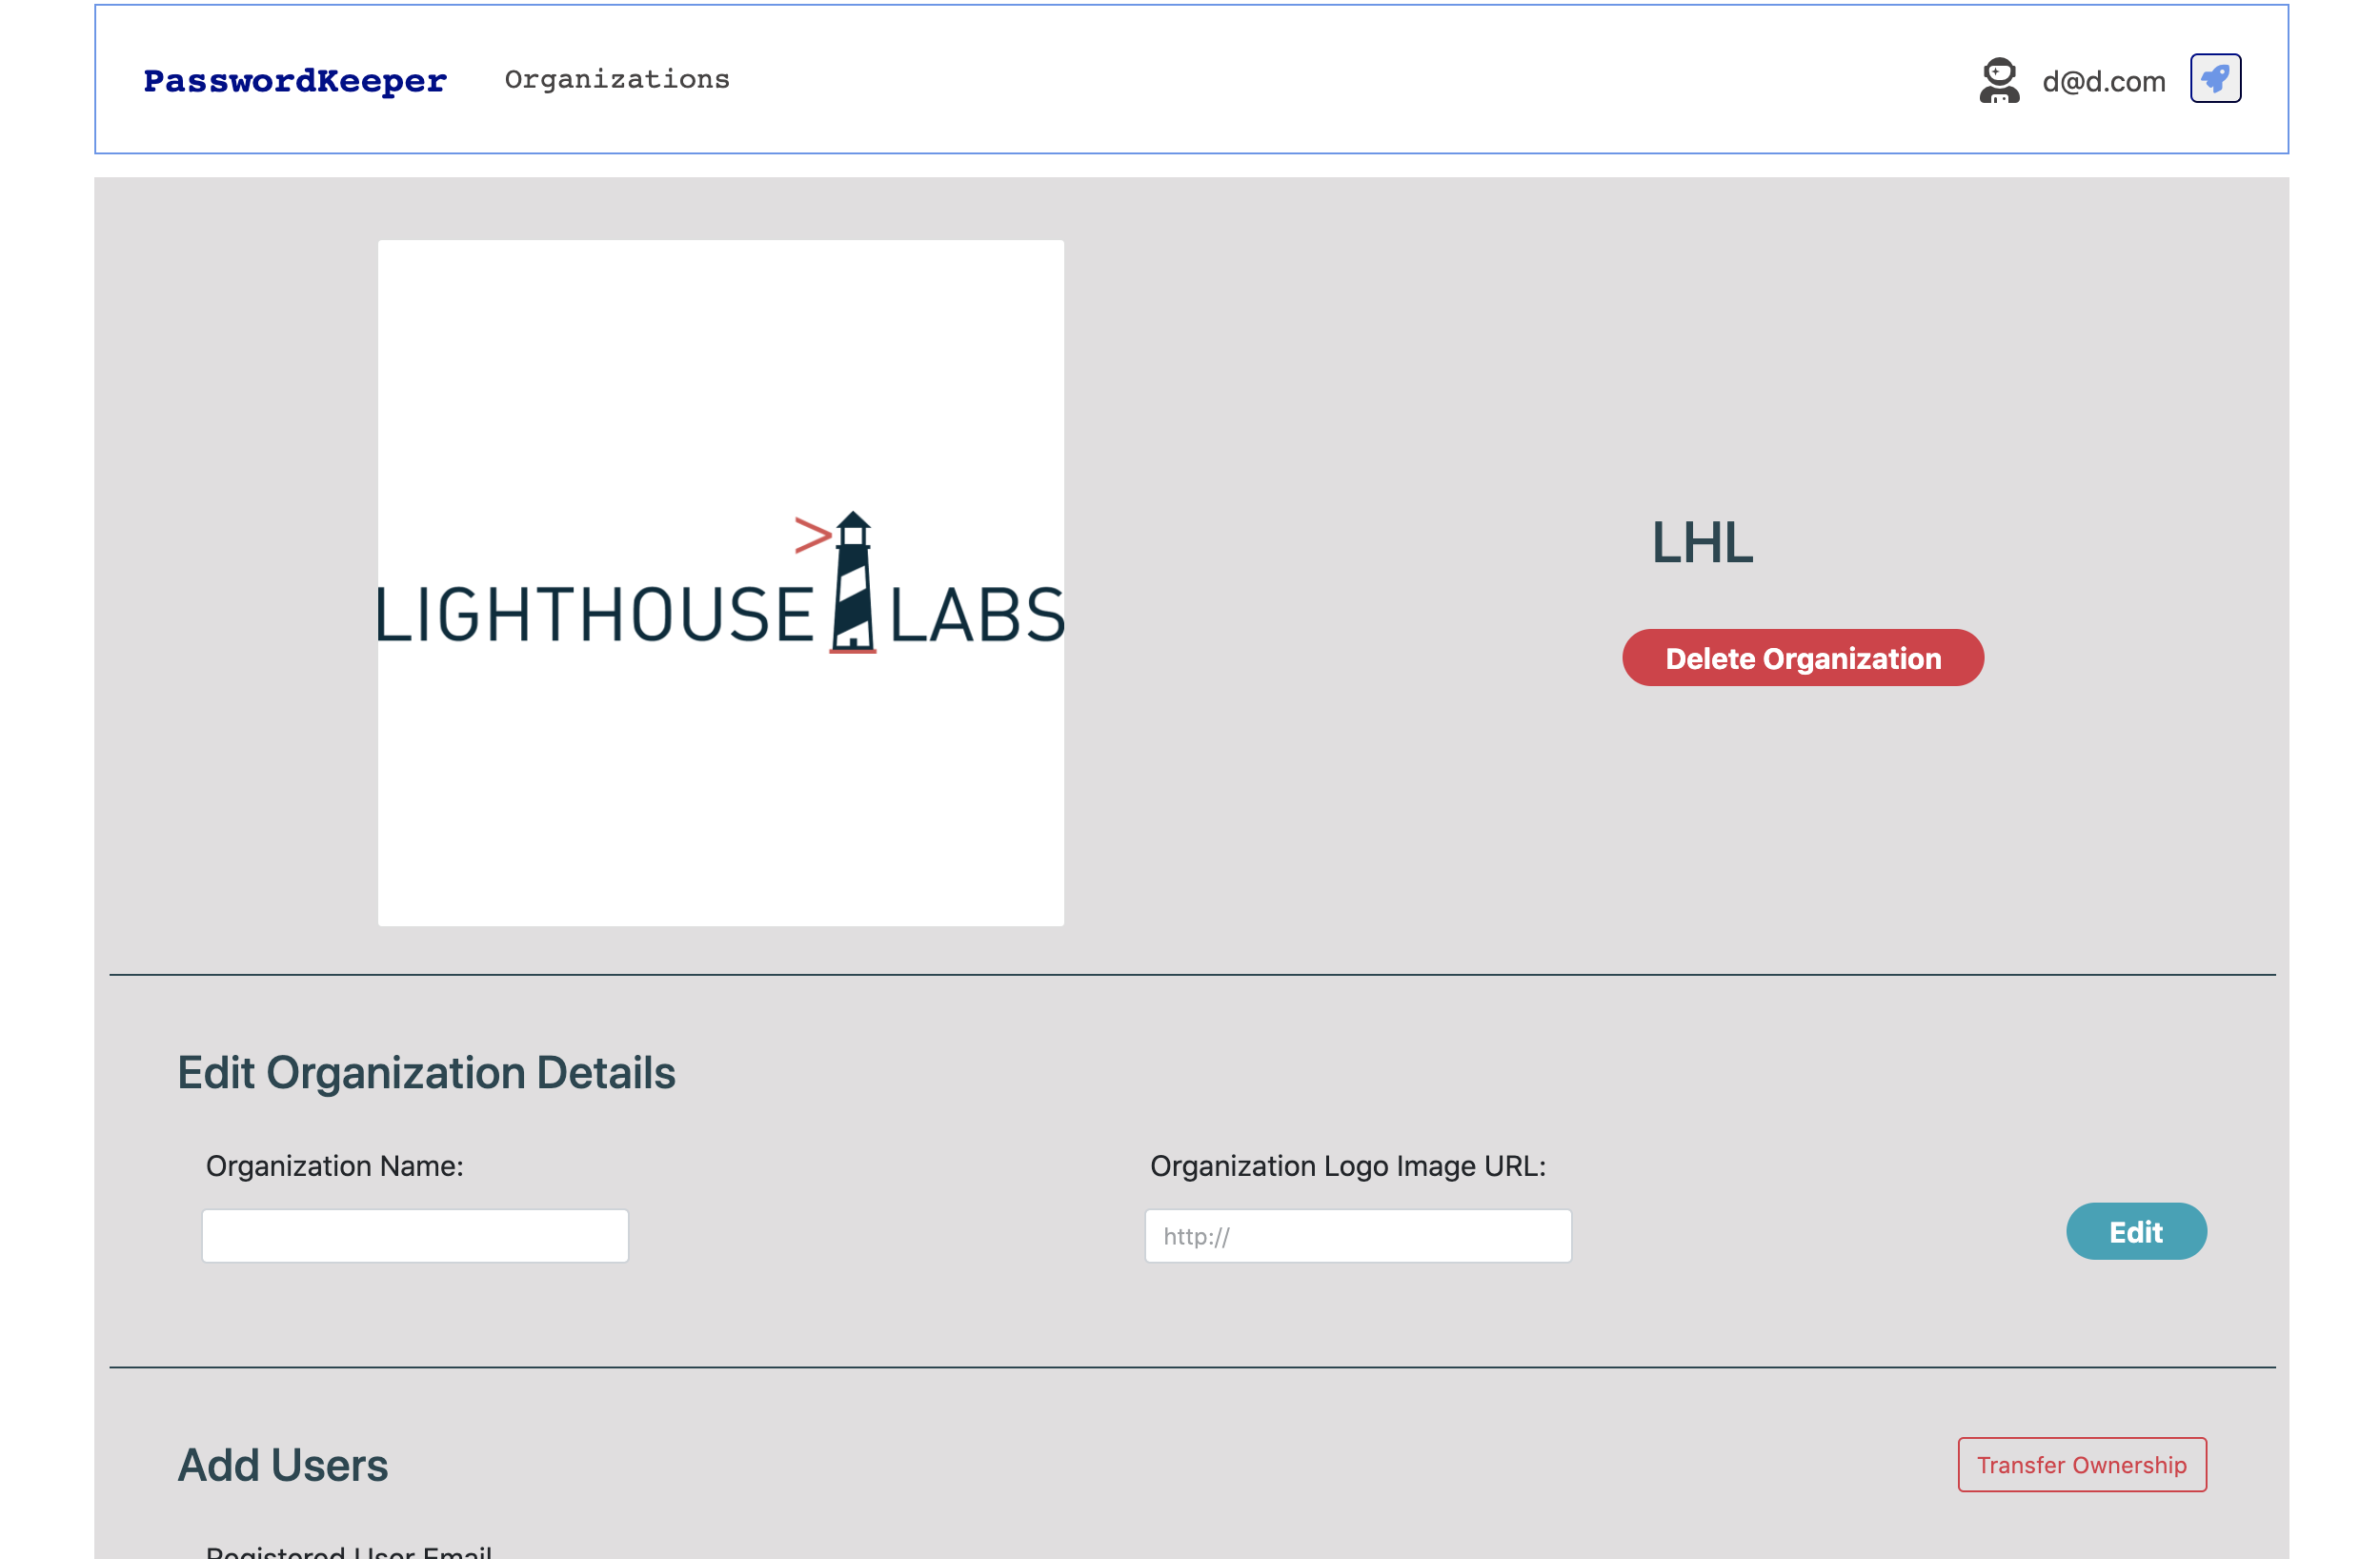 PasswordKeeper Organizations d@d.com
LIGHTHOUSE LABS
LHL
Delete Organization
Edit Organization Details
Organization Name: Organization Logo Image URL:
http://
Edit
Add Users Transfer Ownership
Registered User Email